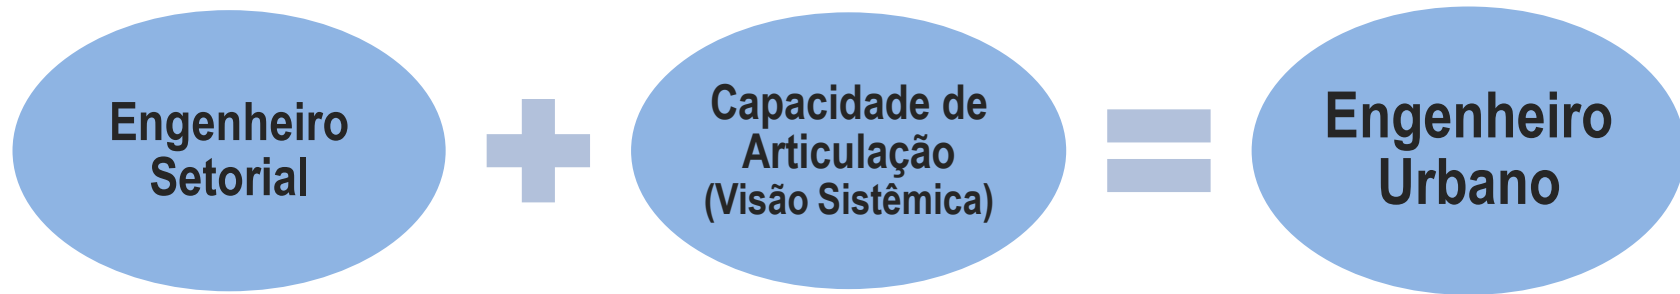 Engenheiro
Setorial
Capacidade de
Articulação
(Visão Sistêmica)
Engenheiro
Urbano